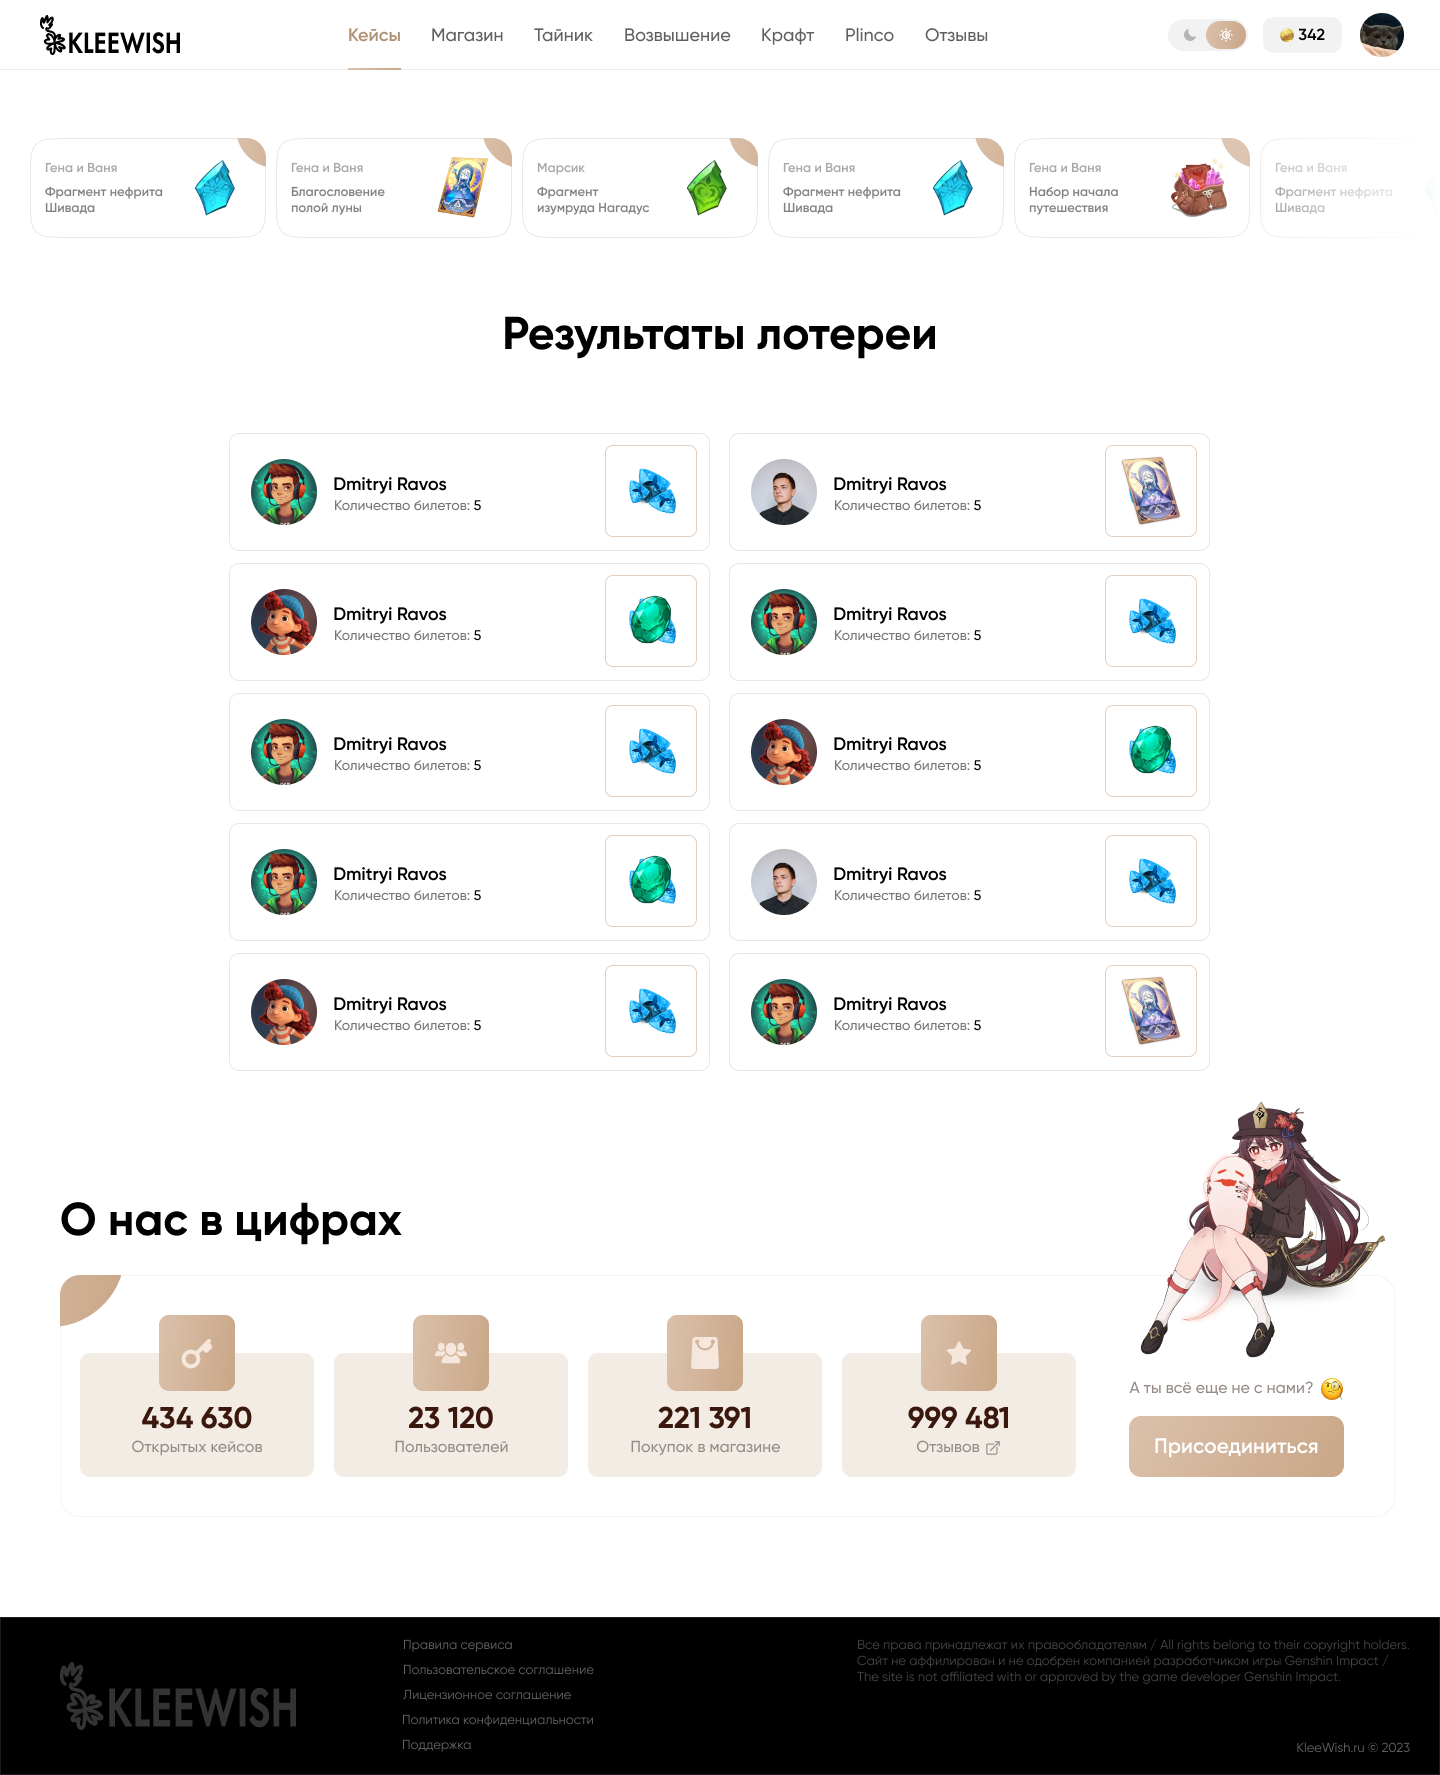 KLEEWISH
Кейсы Магазин Тайник Возвышение Крафт Plinco Отзывы 342
Гена и Ваня
Фрагмент нефрита
Шивада
Гена и Ваня
Благословение
полой луны
Марсик
Фрагмент
изумруда Нагадус
Гена и Ваня
Фрагмент нефрита
Шивада
Гена и Ваня
Набор начала
путешествия
Гена и Ваня
Фрагмент нефрита
Шивада
Результаты лотереи
Dmitryi Ravos
Количество билетов: 5
Dmitryi Ravos
Количество билетов: 5
Dmitryi Ravos
Количество билетов: 5
Dmitryi Ravos
Количество билетов: 5
Dmitryi Ravos
Количество билетов: 5
Dmitryi Ravos
Количество билетов: 5
Dmitryi Ravos
Количество билетов: 5
Dmitryi Ravos
Количество билетов: 5
Dmitryi Ravos
Количество билетов: 5
Dmitryi Ravos
Количество билетов: 5
О нас в цифрах
434 630
Открытых кейсов
23 120
Пользователей
221 391
Покупок в магазине
999 481
Отзывов
А ты всё еще не с нами?
Присоединиться
KLEEWISH
Правила сервиса
Пользовательское соглашение
Лицензионное соглашение
Политика конфиденциальности
Поддержка
Все права принадлежат их правообладателям / All rights belong to their copyright holders.
Сайт не аффилирован и не одобрен компанией разработчиком игры Genshin Impact /
The site is not affiliated with or approved by the game developer Genshin Impact.
KleeWish.ru © 2023